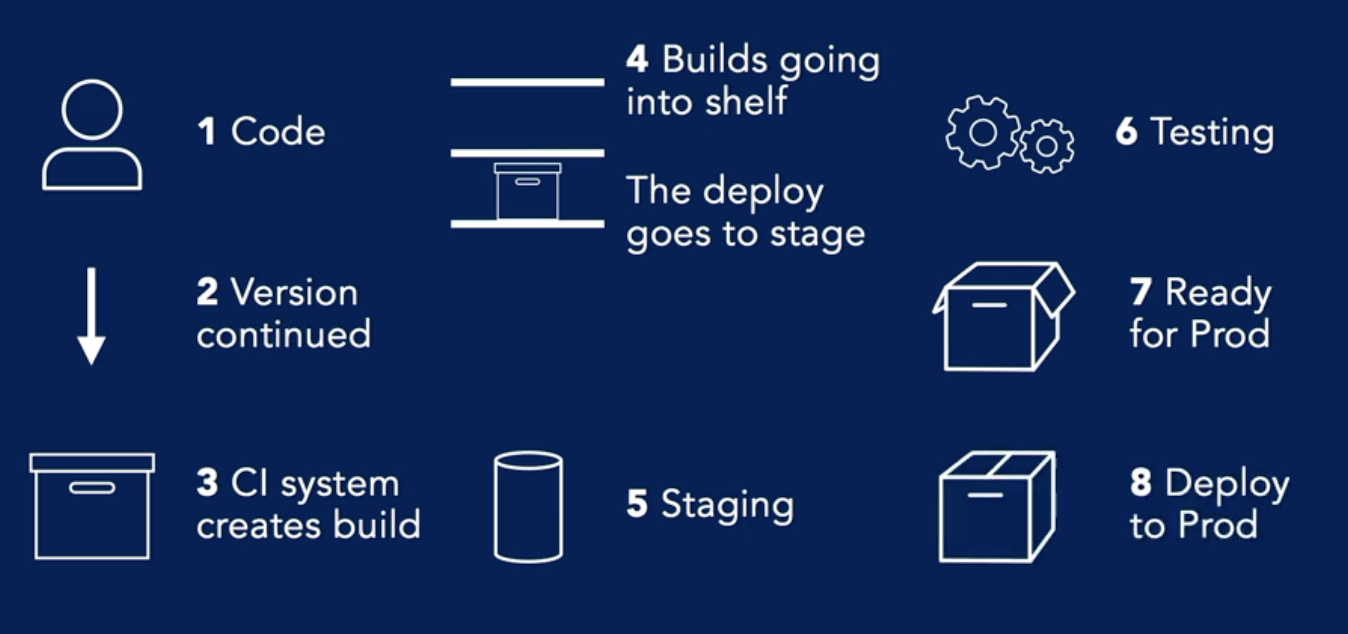 1 Code
2 Version
continued
3 CI system
creates build
4 Builds going
into shelf
The deploy
goes to stage
5 Staging
6 Testing
7 Ready
for Prod
8 Deploy
to Prod